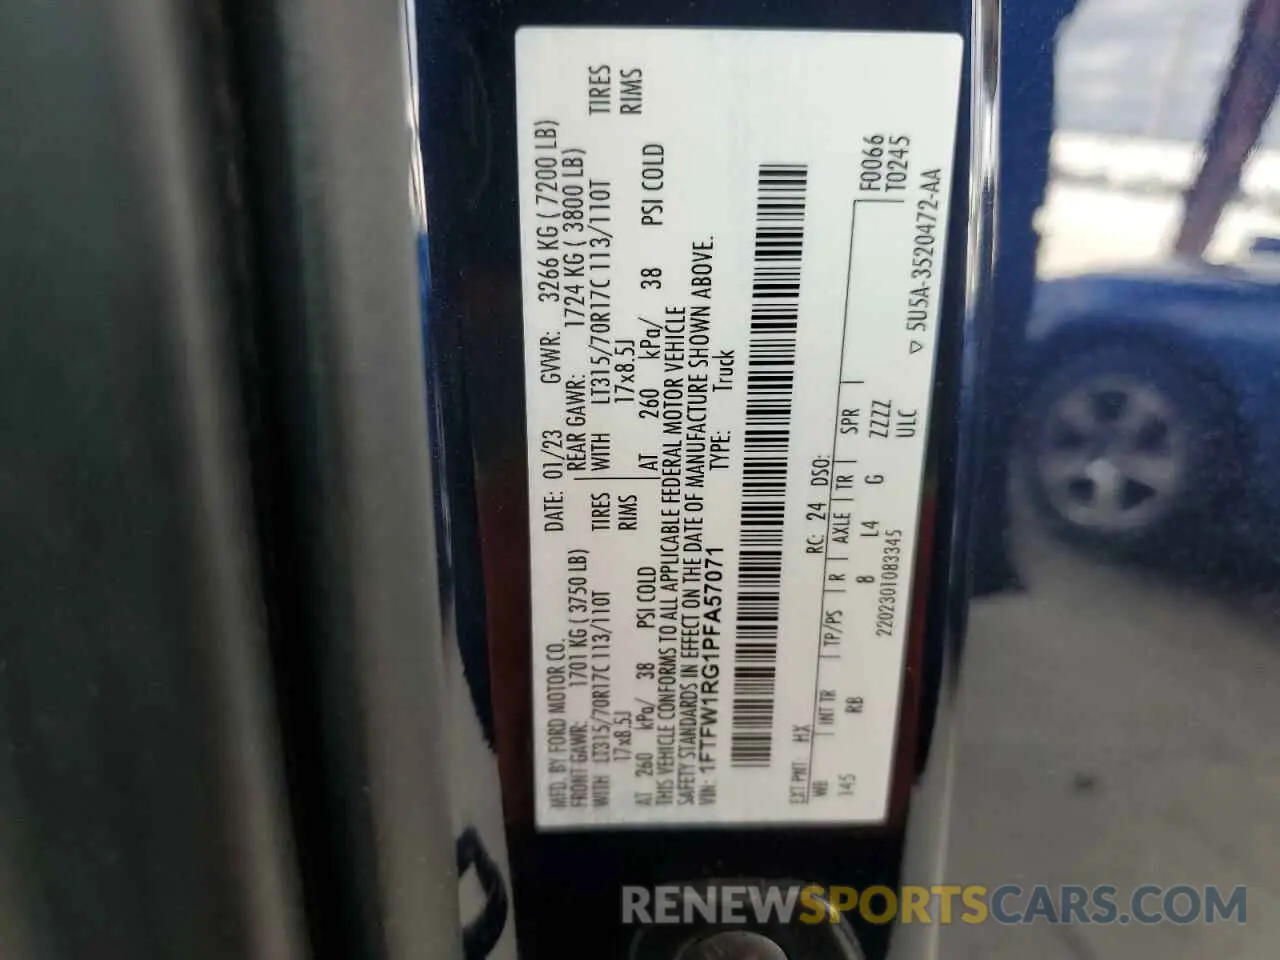 MFD. BY FORD MOTOR CO. DATE: 01/23 GVWR: 3266 KG ( 7200 LB)
FRONT GAWR: 1701 KG ( 3750 LB) REAR GAWR: 1724 KG ( 3800 LB)
WITH LT315/70R17C 113/110T TIRES WITH LT315/70R17C 113/110T TIRES
17x8.5J RIMS 17x8.5J RIMS
AT 260 kPa/ 38 PSI COLD AT 260 kPa/ 38 PSI COLD
THIS VEHICLE CONFORMS TO ALL APPLICABLE FEDERAL MOTOR VEHICLE
SAFETY STANDARDS IN EFFECT ON THE DATE OF MANUFACTURE SHOWN ABOVE.
VIN: 1FTFW1RG1PFA57071 TYPE: Truck
EXT PNT: HX RC: 24 DSO: F0066
WB INT TR TP/PS R AXLE TR SPR T0245
145 RB B L4 G ZZZZ
2202301083345 ULC ▽ 5U5A-3520472-AA
RENEWSPORTSCARS.COM